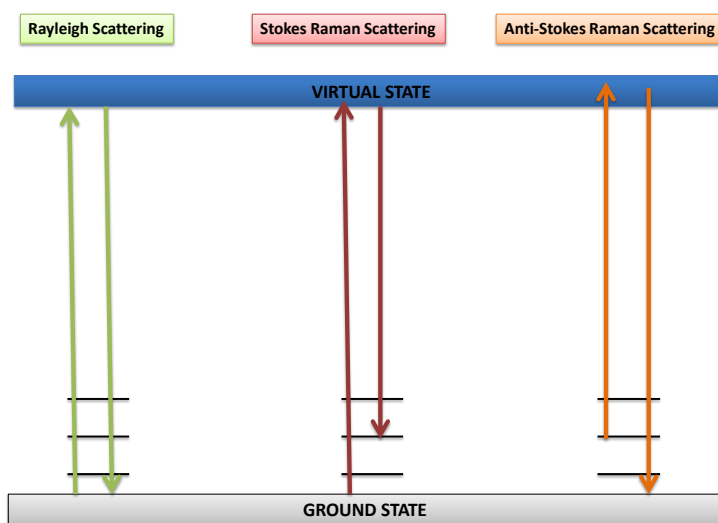 Rayleigh Scattering
Stokes Raman Scattering
Anti-Stokes Raman Scattering
VIRTUAL STATE
GROUND STATE